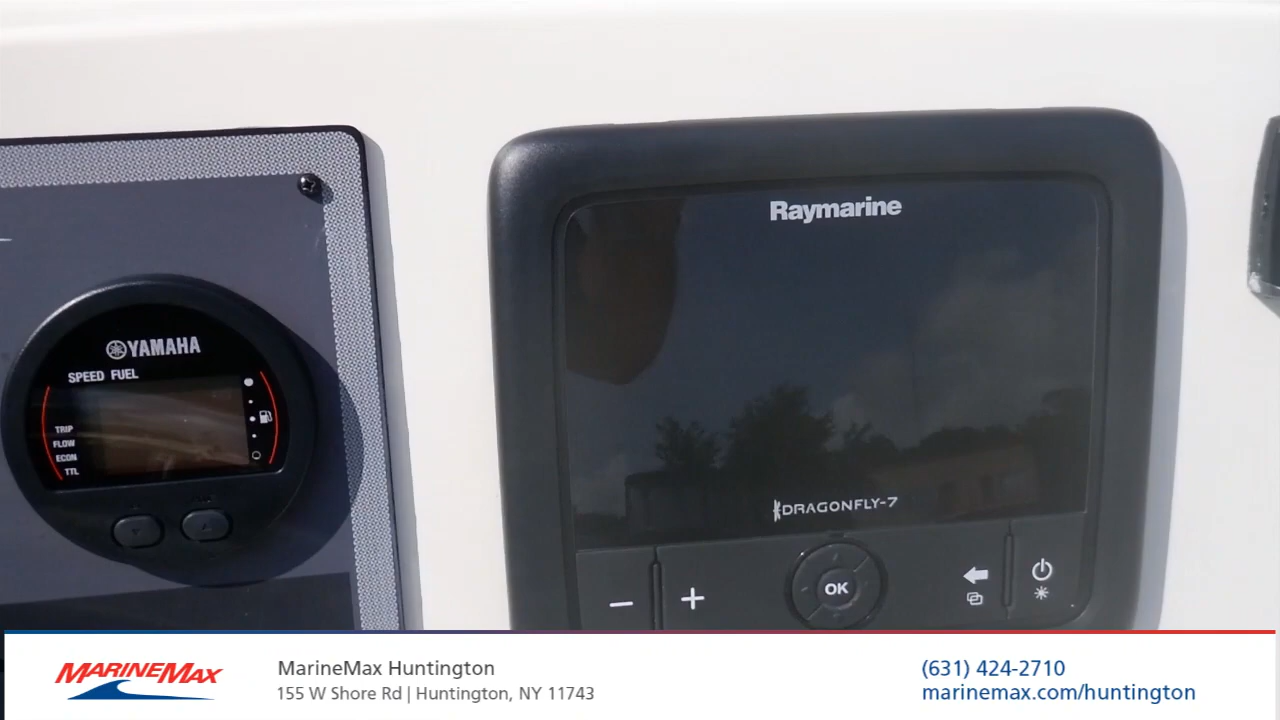 YAMAHA
SPEED FUEL
TRIP
FLOW
ECON
TTL
Raymarine
DRAGONFLY-7
OK
MARINEMAX
MarineMax Huntington
155 W Shore Rd | Huntington, NY 11743
(631) 424-2710
marinemax.com/huntington